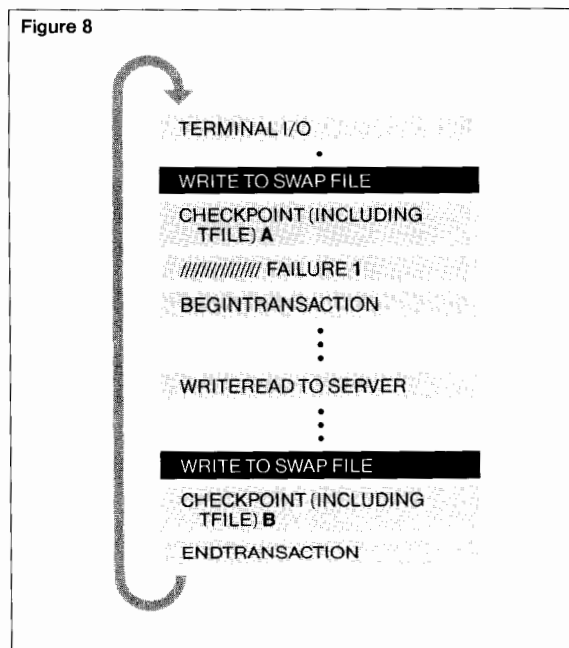 Figure 8
TERMINAL I/O
WRITE TO SWAP FILE
CHECKPOINT (INCLUDING
TFILE) A
//////////////// FAILURE 1
BEGINTRANSACTION
WRITEREAD TO SERVER
WRITE TO SWAP FILE
CHECKPOINT (INCLUDING
TFILE) B
ENDTRANSACTION